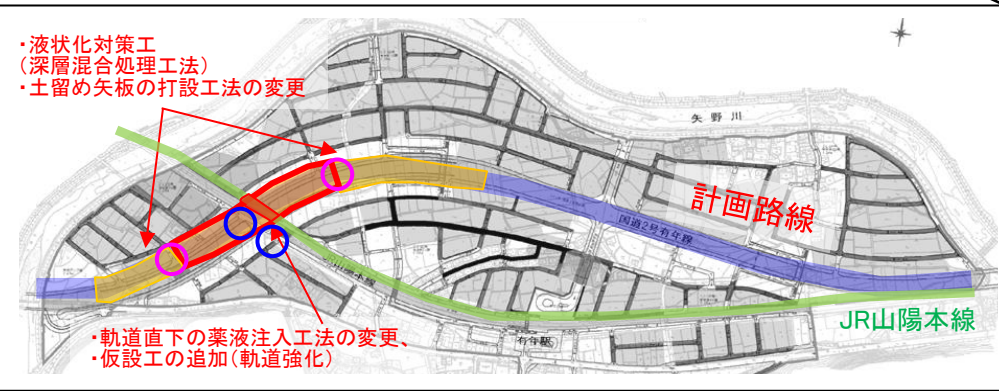 ・液状化対策工
(深層混合処理工法)
・土留め矢板の打設工法の変更
矢野川
計画路線
国道2号有年線
JR山陽本線
有年駅
・軌道直下の薬液注入工法の変更、
・仮設工の追加(軌道強化)